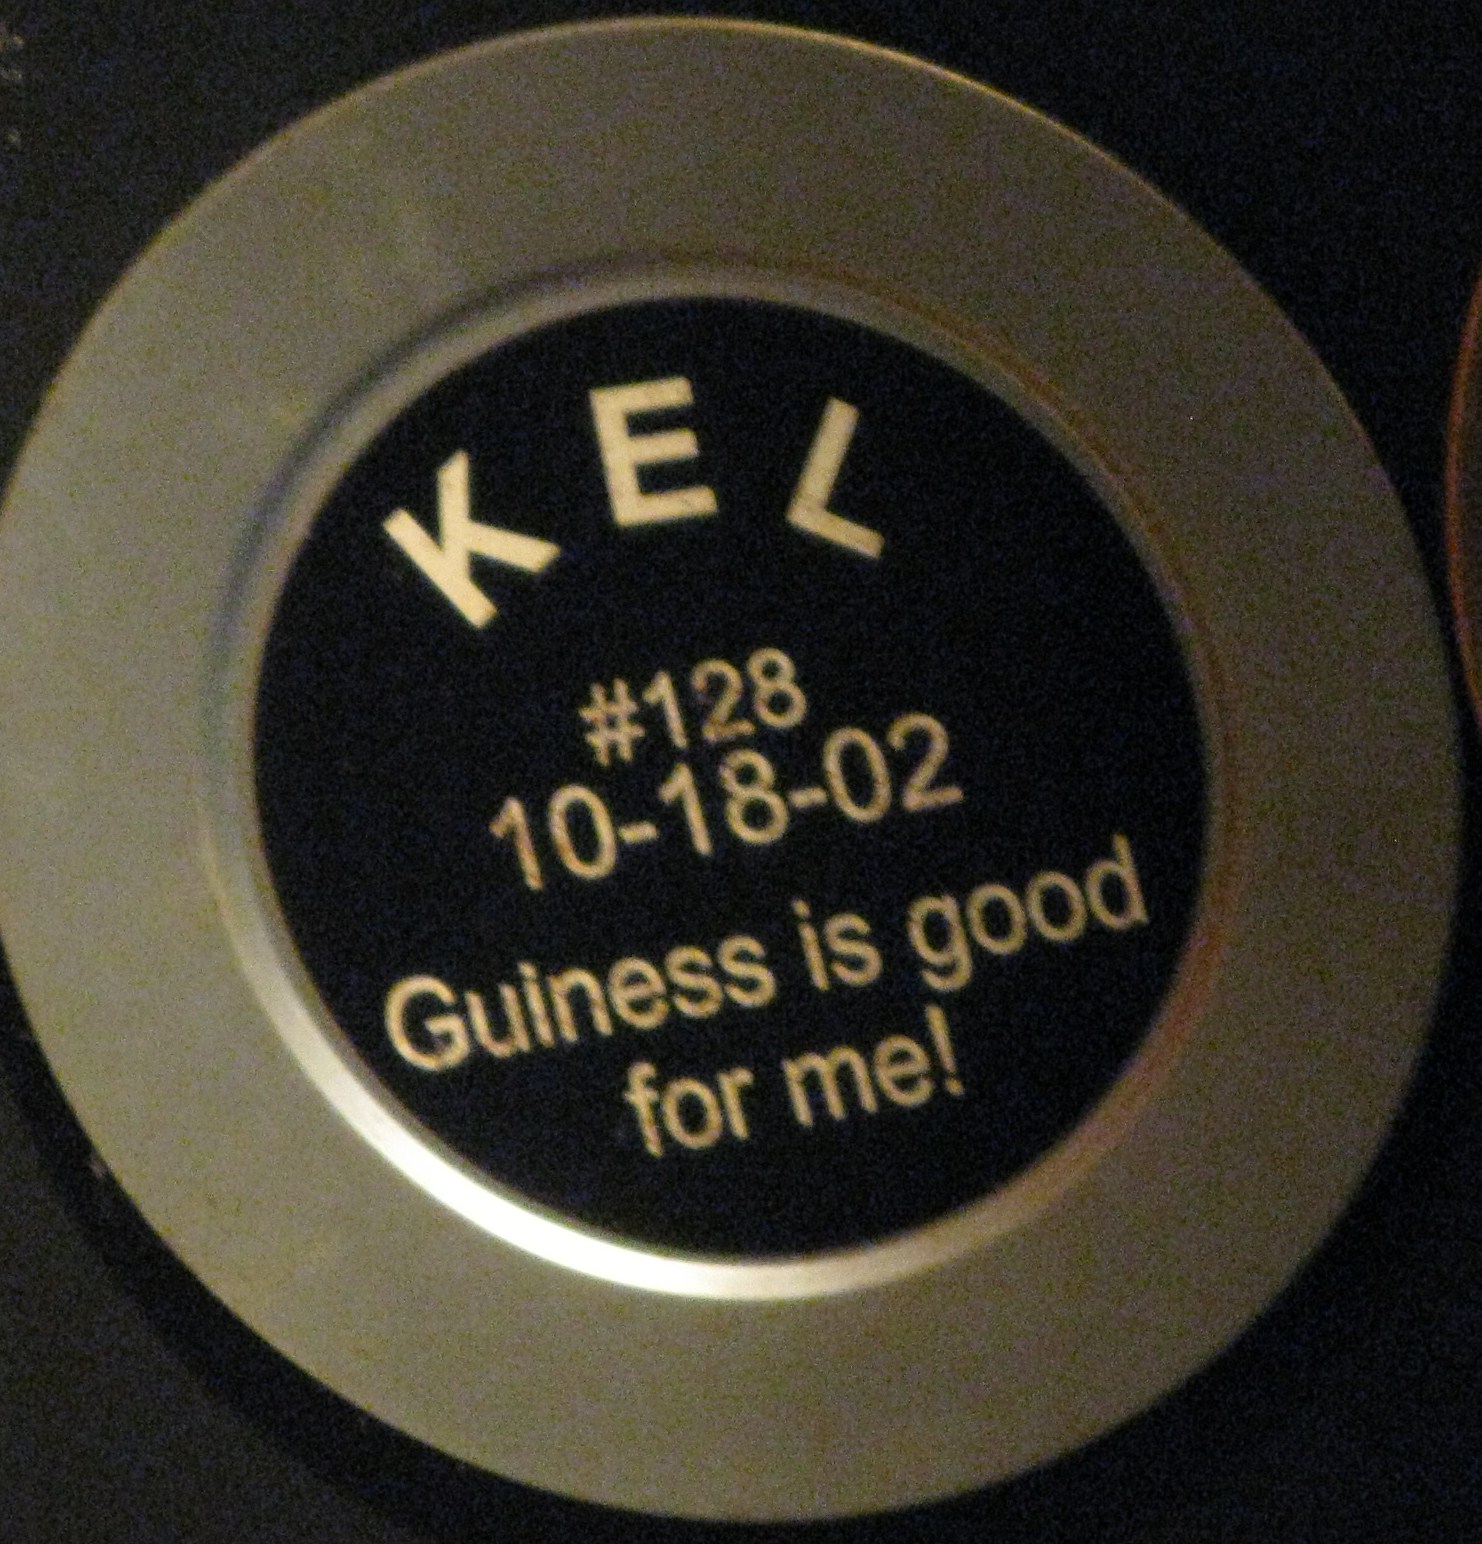 KEL
#128
10-18-02
Guiness is good
for me!